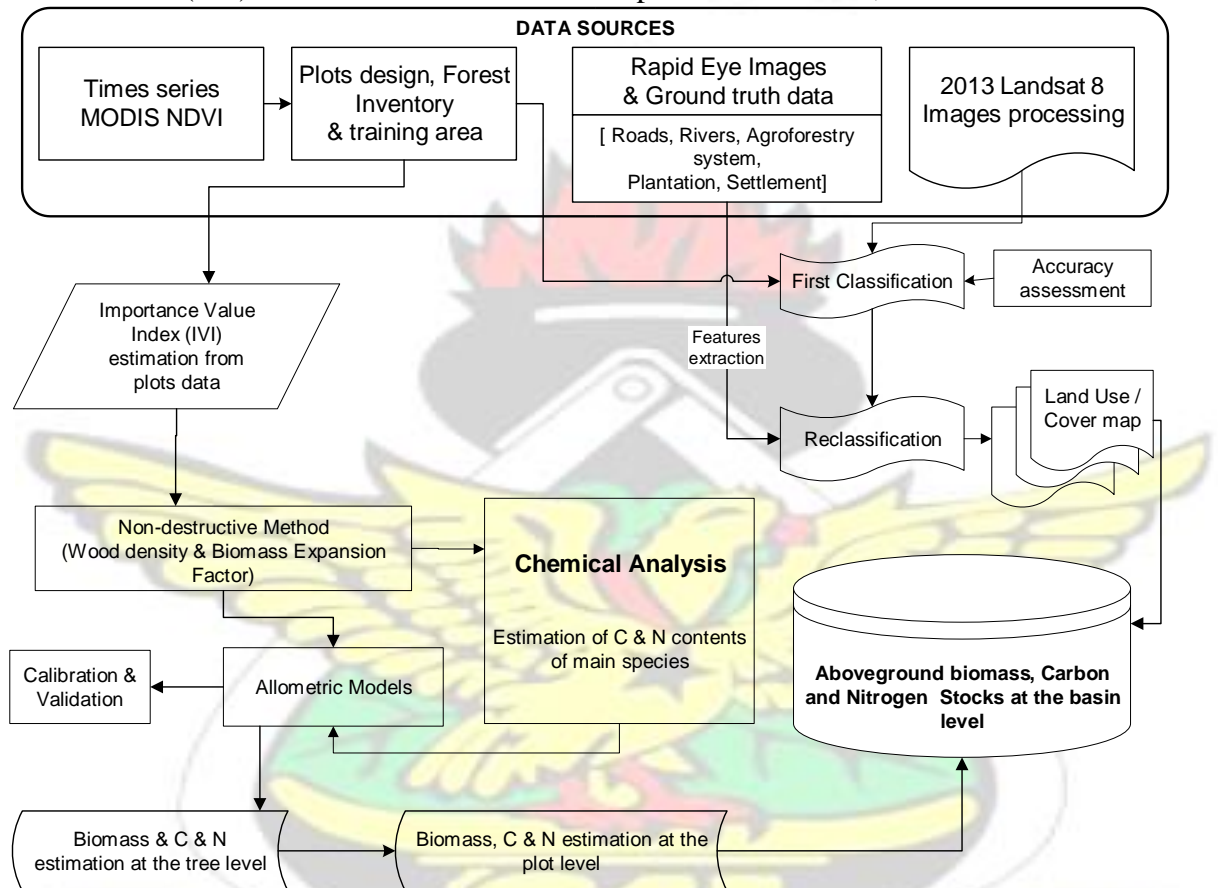 DATA SOURCES
Times series
MODIS NDVI
Plots design, Forest
Inventory
& training area
Rapid Eye Images
& Ground truth data
[ Roads, Rivers, Agroforestry
system,
Plantation, Settlement]
2013 Landsat 8
Images processing
First Classification
Accuracy
assessment
Importance Value
Index (IVI)
estimation from
plots data
Features
extraction
Reclassification
Land Use /
Cover map
Non-destructive Method
(Wood density & Biomass Expansion
Factor)
Chemical Analysis
Estimation of C & N contents
of main species
Calibration &
Validation
Allometric Models
Aboveground biomass, Carbon
and Nitrogen Stocks at the basin
level
Biomass & C & N
estimation at the tree level
Biomass, C & N estimation at the
plot level